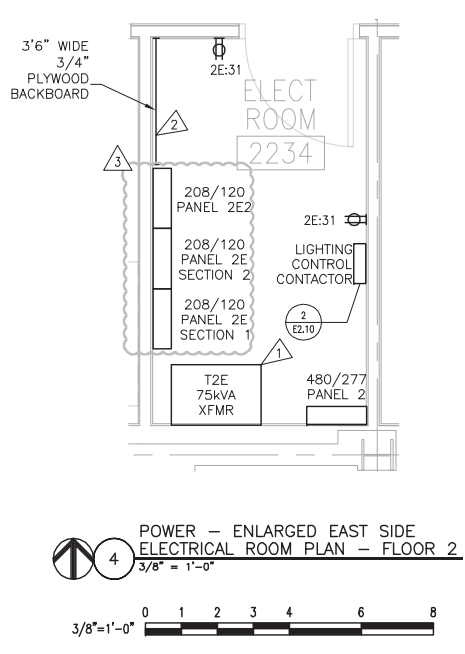 3'6" WIDE
3/4"
PLYWOOD
BACKBOARD
2E:31
ELECT
ROOM
2234
2
3
208/120
PANEL 2E2
208/120
PANEL 2E
SECTION 2
208/120
PANEL 2E
SECTION 1
2E:31
LIGHTING
CONTROL
CONTACTOR
2
E2.10
1
T2E
75kVA
XFMR
480/277
PANEL 2
4
POWER – ENLARGED EAST SIDE
ELECTRICAL ROOM PLAN – FLOOR 2
3/8" = 1'-0"
3/8"=1'-0"
0 1 2 3 4 6 8